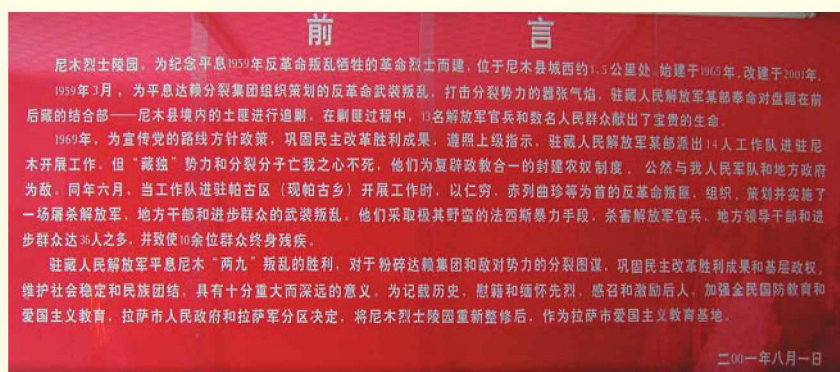 前言
尼木烈士陵园，为纪念平息1959年反革命叛乱牺牲的革命烈士而建，位于尼木县城西约1.5公里处。始建于1965年，改建于2001年。
1959年3月，为平息达赖分裂集团组织策划的反革命武装叛乱，打击分裂势力的嚣张气焰，驻藏人民解放军某部奉命对盘踞在前
后藏的结合部——尼木县境内的土匪进行追剿。在剿匪过程中，13名解放军官兵和数名人民群众献出了宝贵的生命。
1969年，为宣传党的路线方针政策，巩固民主改革胜利成果，遵照上级指示，驻藏人民解放军某部派出14人工作队进驻尼
木开展工作。但“藏独”势力和分裂分子亡我之心不死，他们为复辟政教合一的封建农奴制度，公然与我人民军队和地方政府
为敌。同年六月，当工作队进驻帕古区（现帕古乡）开展工作时，以仁穷、赤列曲珍等为首的反革命叛匪，组织、策划并实施了
一场屠杀解放军、地方干部和进步群众的武装叛乱。他们采取极其野蛮的法西斯暴力手段，杀害解放军官兵、地方领导干部和进
步群众达36人之多，并致使10余位群众终身残疾。
驻藏人民解放军平息尼木“两九”叛乱的胜利，对于粉碎达赖集团和敌对势力的分裂图谋，巩固民主改革胜利成果和基层政权，
维护社会稳定和民族团结，具有十分重大而深远的意义。为记载历史，慰籍和缅怀先烈，感召和激励后人，加强全民国防教育和
爱国主义教育，拉萨市人民政府和拉萨军分区决定，将尼木烈士陵园重新整修后，作为拉萨市爱国主义教育基地。
二00一年八月一日